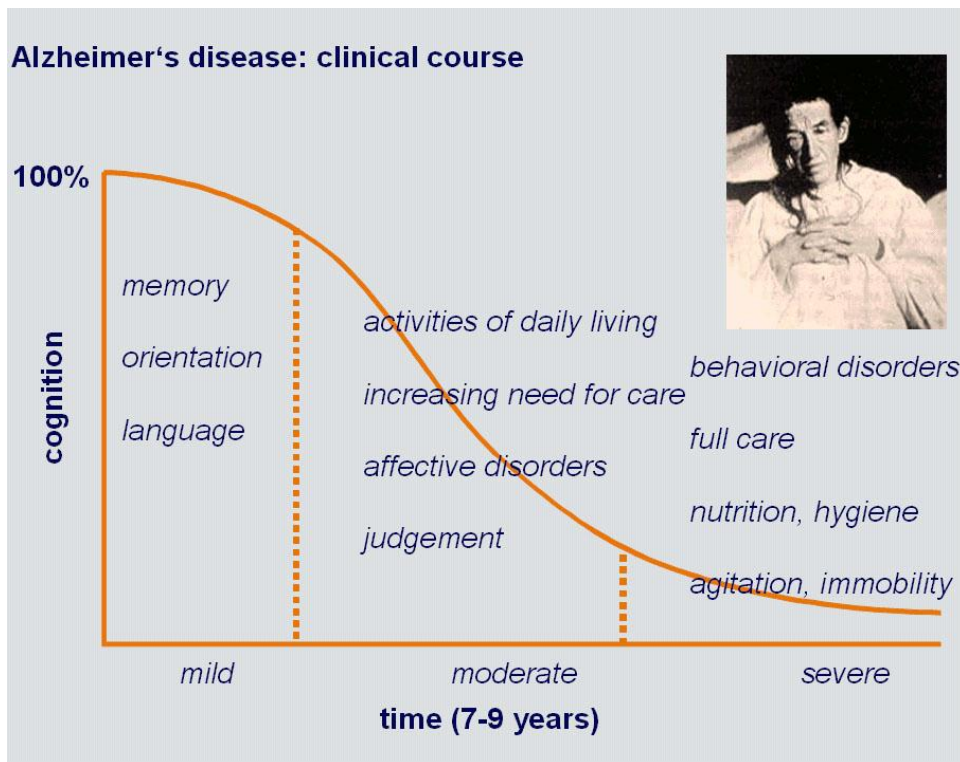 Alzheimer‘s disease: clinical course
100%
cognition
memory
orientation
language
activities of daily living
increasing need for care
affective disorders
judgement
behavioral disorders
full care
nutrition, hygiene
agitation, immobility
mild
moderate
severe
time (7-9 years)